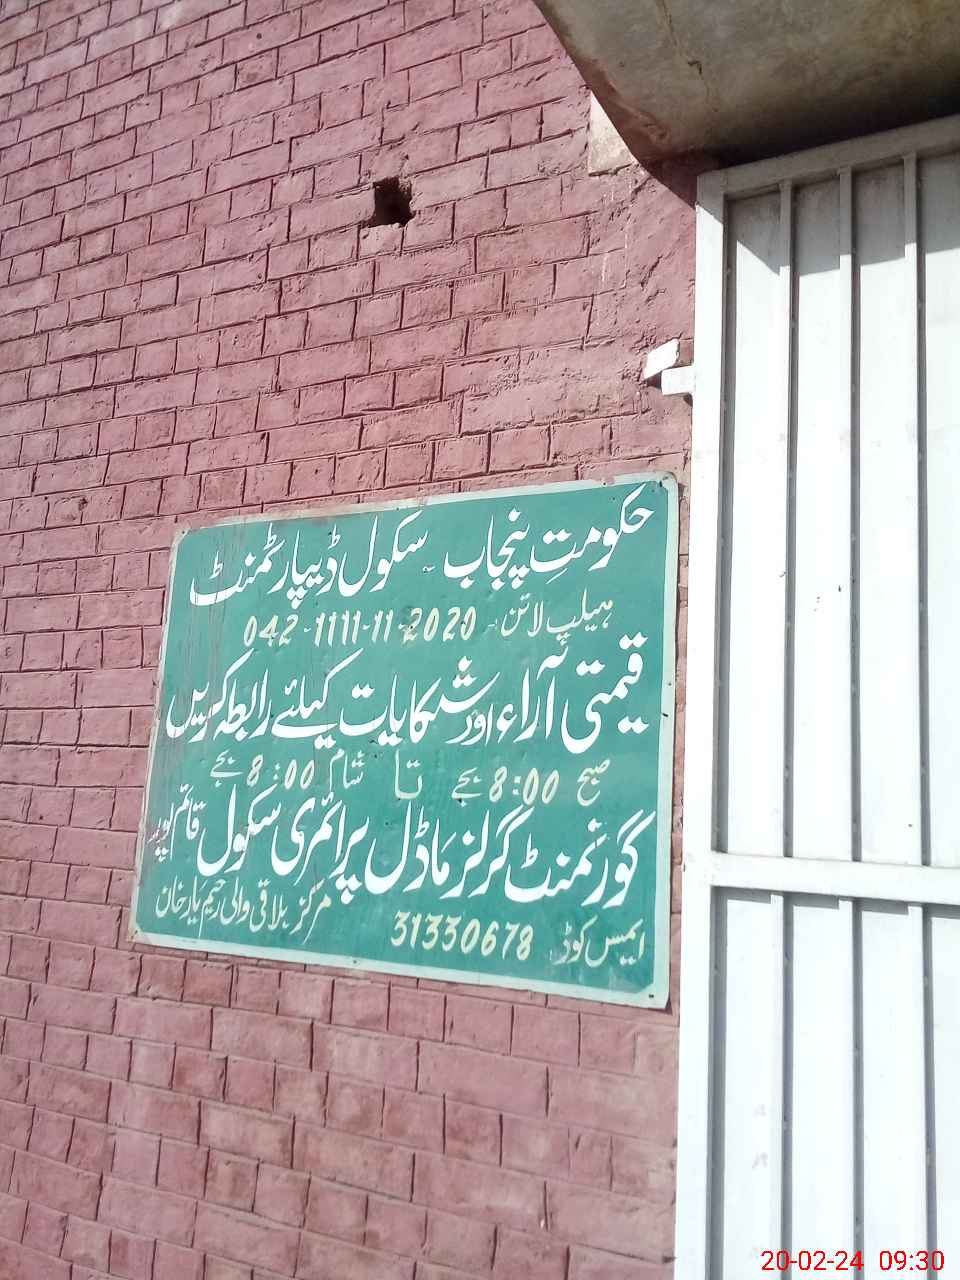 حکومتِ پنجاب سکول ڈیپارٹمنٹ
ہیلپ لائن 042-1111-11-2020
قیمتی آراء اور شکایات کیلئے رابطہ کریں
صبح 8:00 بجے تا شام 8:00 بجے
گورنمنٹ گرلز ماڈل پرائمری سکول قائم پور
مرکز بلاقی والی رحیم یار خان
ایمس کوڈ 31330678
20-02-24 09:30